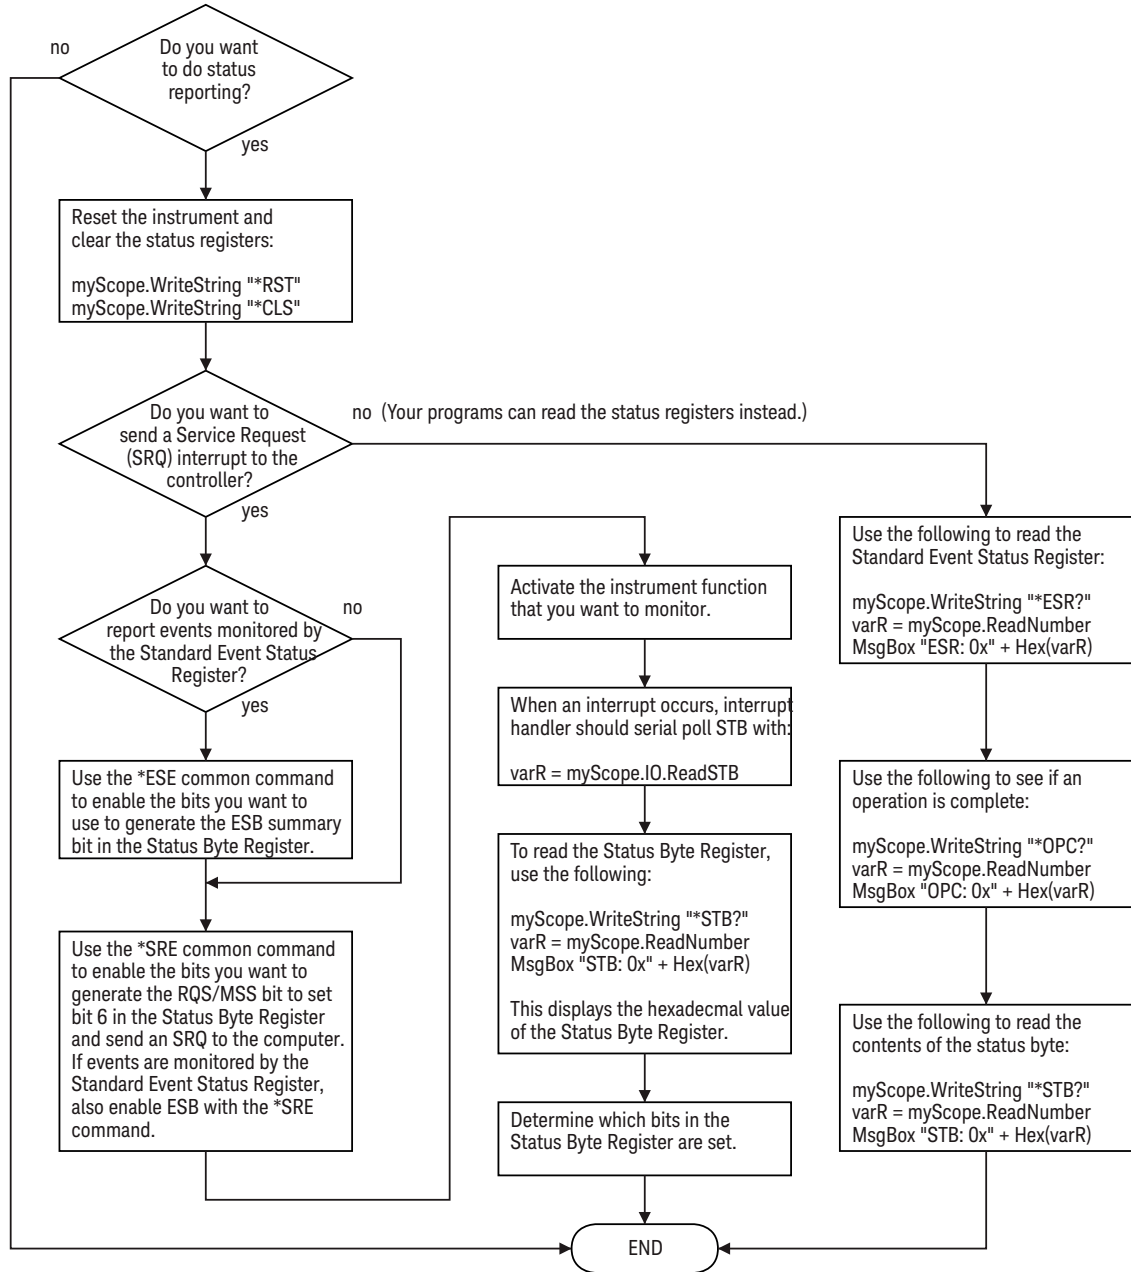 Do you want
to do status
reporting?
no
yes
Reset the instrument and
clear the status registers:
myScope.WriteString "*RST"
myScope.WriteString "*CLS"
Do you want to
send a Service Request
(SRQ) interrupt to the
controller?
no (Your programs can read the status registers instead.)
yes
Do you want to
report events monitored by
the Standard Event Status
Register?
no
yes
Use the *ESE common command
to enable the bits you want to
use to generate the ESB summary
bit in the Status Byte Register.
Use the *SRE common command
to enable the bits you want to
generate the RQS/MSS bit to set
bit 6 in the Status Byte Register
and send an SRQ to the computer.
If events are monitored by the
Standard Event Status Register,
also enable ESB with the *SRE
command.
Activate the instrument function
that you want to monitor.
When an interrupt occurs, interrupt
handler should serial poll STB with:
varR = myScope.IO.ReadSTB
To read the Status Byte Register,
use the following:
myScope.WriteString "*STB?"
varR = myScope.ReadNumber
MsgBox "STB: 0x" + Hex(varR)
This displays the hexadecmal value
of the Status Byte Register.
Determine which bits in the
Status Byte Register are set.
Use the following to read the
Standard Event Status Register:
myScope.WriteString "*ESR?"
varR = myScope.ReadNumber
MsgBox "ESR: 0x" + Hex(varR)
Use the following to see if an
operation is complete:
myScope.WriteString "*OPC?"
varR = myScope.ReadNumber
MsgBox "OPC: 0x" + Hex(varR)
Use the following to read the
contents of the status byte:
myScope.WriteString "*STB?"
varR = myScope.ReadNumber
MsgBox "STB: 0x" + Hex(varR)
END